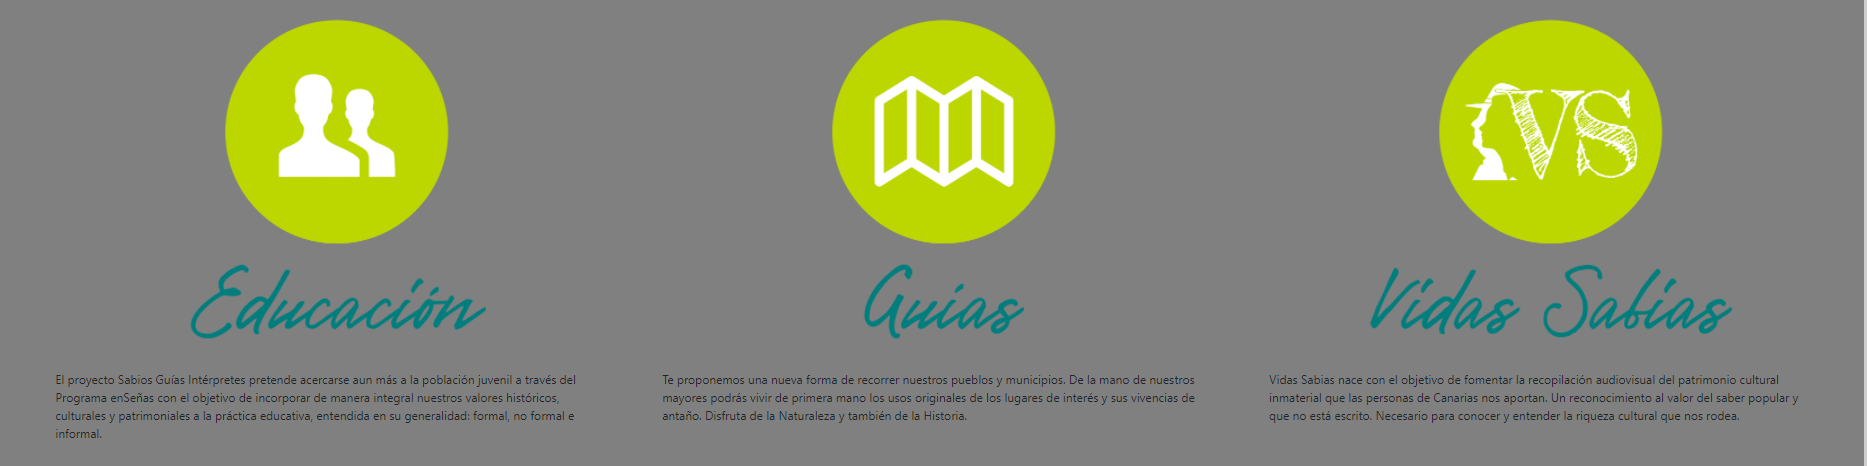 VS
Educación
El proyecto Sabios Guías Intérpretes pretende acercarse aun más a la población juvenil a través del
Programa enSeñas con el objetivo de incorporar de manera integral nuestros valores históricos,
culturales y patrimoniales a la práctica educativa, entendida en su generalidad: formal, no formal e
informal.
Guías
Te proponemos una nueva forma de recorrer nuestros pueblos y municipios. De la mano de nuestros
mayores podrás vivir de primera mano los usos originales de los lugares de interés y sus vivencias de
antaño. Disfruta de la Naturaleza y también de la Historia.
Vidas Sabias
Vidas Sabias nace con el objetivo de fomentar la recopilación audiovisual del patrimonio cultural
inmaterial que las personas de Canarias nos aportan. Un reconocimiento al valor del saber popular y
que no está escrito. Necesario para conocer y entender la riqueza cultural que nos rodea.